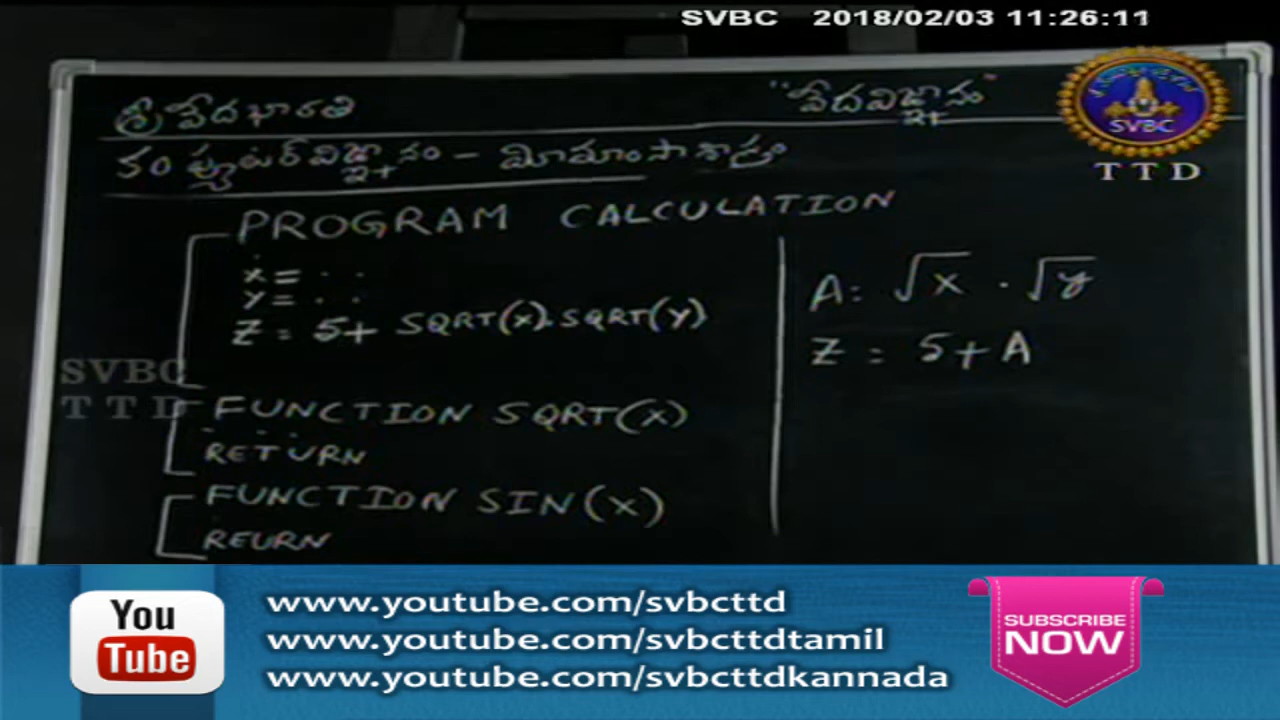 SVBC 2018/02/03 11:26:11
శ్రీ వేదభారతి "వేదవిజ్ఞానం"
SVBC
TTD
కంప్యూటర్ విజ్ఞానం - మీమాంసాశాస్త్రం
PROGRAM CALCULATION
x = . .
y = . .
Z = 5+ SQRT(x).SQRT(y)
SVBC
TTD
FUNCTION SQRT(x)
. . .
RETURN
FUNCTION SIN(x)
REURN
A: √x . √y
Z = 5+A
You
Tube
www.youtube.com/svbcttd
www.youtube.com/svbcttdtamil
www.youtube.com/svbcttdkannada
SUBSCRIBE
NOW